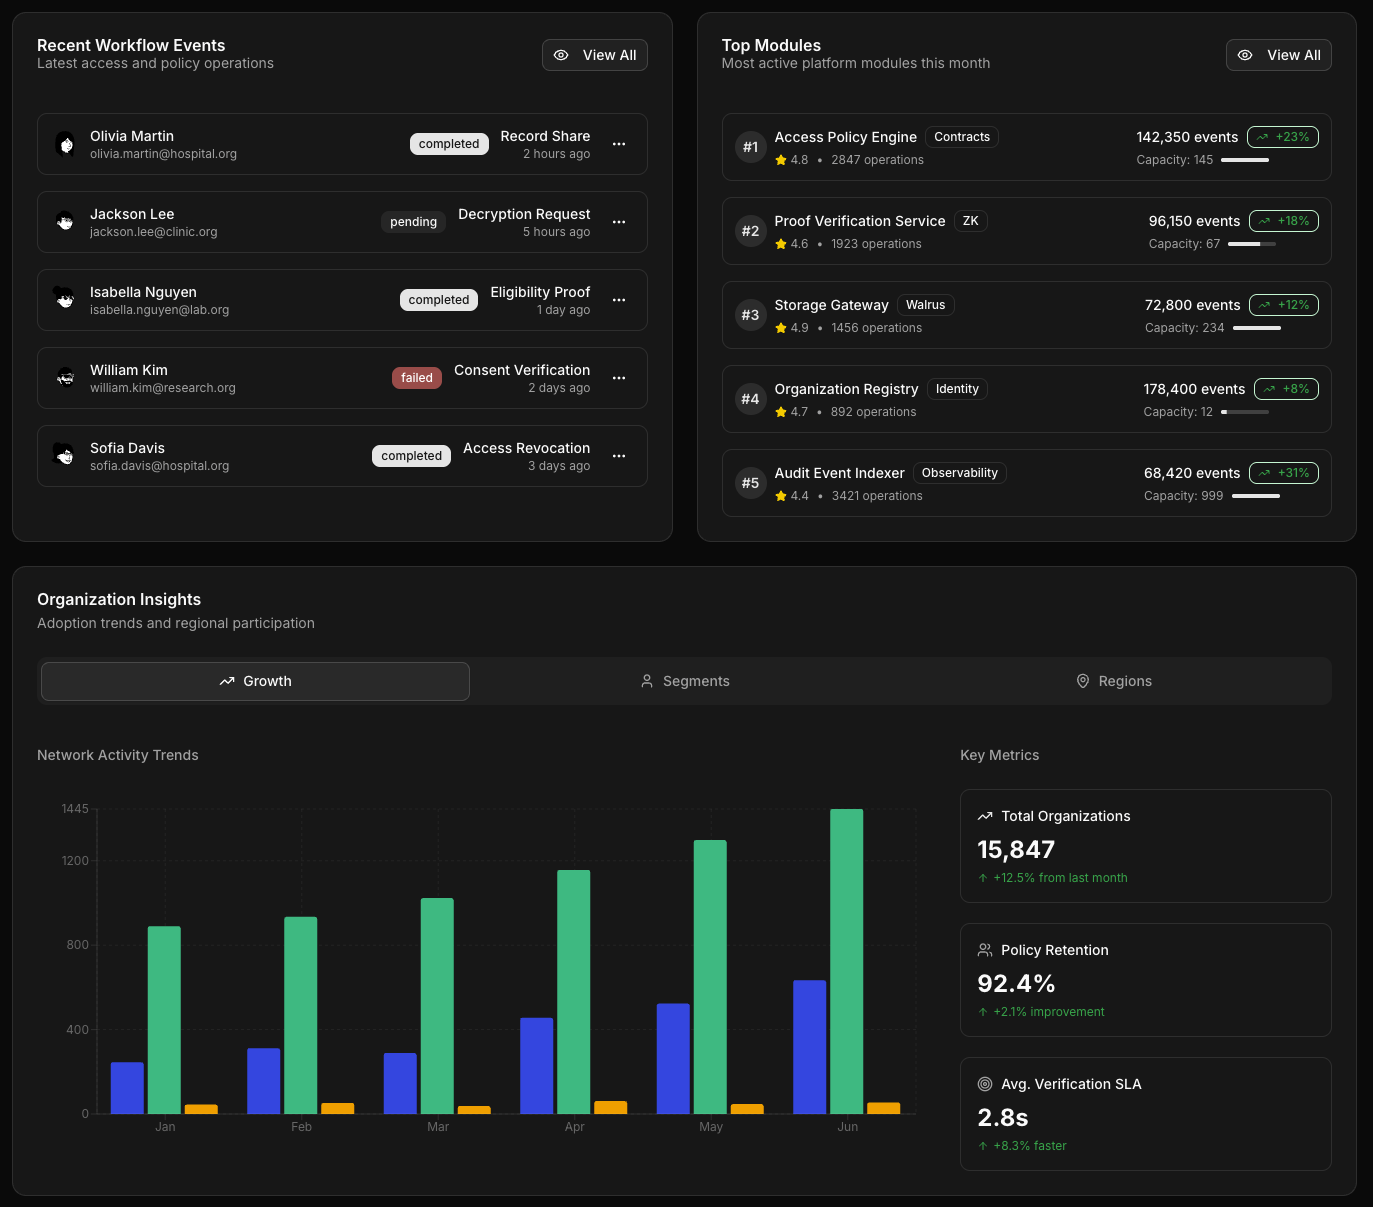 Recent Workflow Events
Latest access and policy operations
View All
Olivia Martin
olivia.martin@hospital.org
completed
Record Share
2 hours ago
Jackson Lee
jackson.lee@clinic.org
pending
Decryption Request
5 hours ago
Isabella Nguyen
isabella.nguyen@lab.org
completed
Eligibility Proof
1 day ago
William Kim
william.kim@research.org
failed
Consent Verification
2 days ago
Sofia Davis
sofia.davis@hospital.org
completed
Access Revocation
3 days ago
Top Modules
Most active platform modules this month
View All
#1
Access Policy Engine
Contracts
4.8 • 2847 operations
142,350 events
+23%
Capacity: 145
#2
Proof Verification Service
ZK
4.6 • 1923 operations
96,150 events
+18%
Capacity: 67
#3
Storage Gateway
Walrus
4.9 • 1456 operations
72,800 events
+12%
Capacity: 234
#4
Organization Registry
Identity
4.7 • 892 operations
178,400 events
+8%
Capacity: 12
#5
Audit Event Indexer
Observability
4.4 • 3421 operations
68,420 events
+31%
Capacity: 999
Organization Insights
Adoption trends and regional participation
Growth
Segments
Regions
Network Activity Trends
1445
1200
800
400
0
Jan
Feb
Mar
Apr
May
Jun
Key Metrics
Total Organizations
15,847
+12.5% from last month
Policy Retention
92.4%
+2.1% improvement
Avg. Verification SLA
2.8s
+8.3% faster